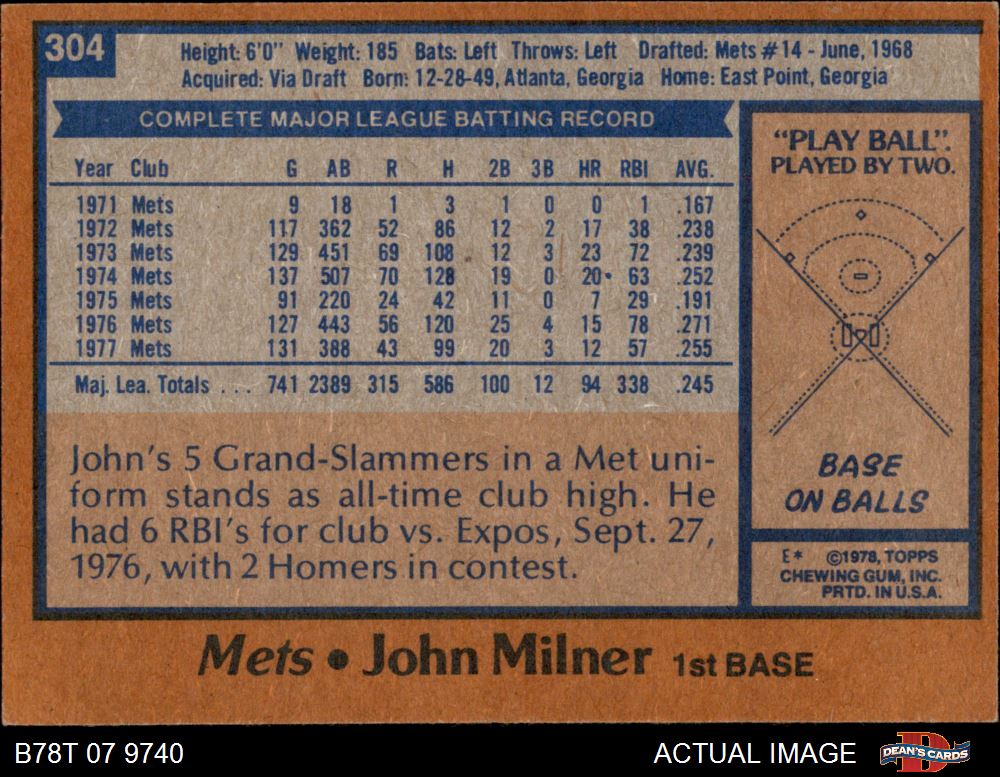 304
Height: 6'0" Weight: 185 Bats: Left Throws: Left Drafted: Mets #14 - June, 1968
Acquired: Via Draft Born: 12-28-49, Atlanta, Georgia Home: East Point, Georgia
COMPLETE MAJOR LEAGUE BATTING RECORD
Year Club G AB R H 2B 3B HR RBI AVG.
1971 Mets 9 18 1 3 1 0 0 1 .167
1972 Mets 117 362 52 86 12 2 17 38 .238
1973 Mets 129 451 69 108 12 3 23 72 .239
1974 Mets 137 507 70 128 19 0 20 63 .252
1975 Mets 91 220 24 42 11 0 7 29 .191
1976 Mets 127 443 56 120 25 4 15 78 .271
1977 Mets 131 388 43 99 20 3 12 57 .255
Maj. Lea. Totals . . . 741 2389 315 586 100 12 94 338 .245
John's 5 Grand-Slammers in a Met uni-
form stands as all-time club high. He
had 6 RBI's for club vs. Expos, Sept. 27,
1976, with 2 Homers in contest.
"PLAY BALL".
PLAYED BY TWO.
BASE
ON BALLS
E* ©1978, TOPPS
CHEWING GUM, INC.
PRTD. IN U.S.A.
Mets • John Milner 1st BASE
B78T 07 9740
ACTUAL IMAGE
DEAN'S CARDS